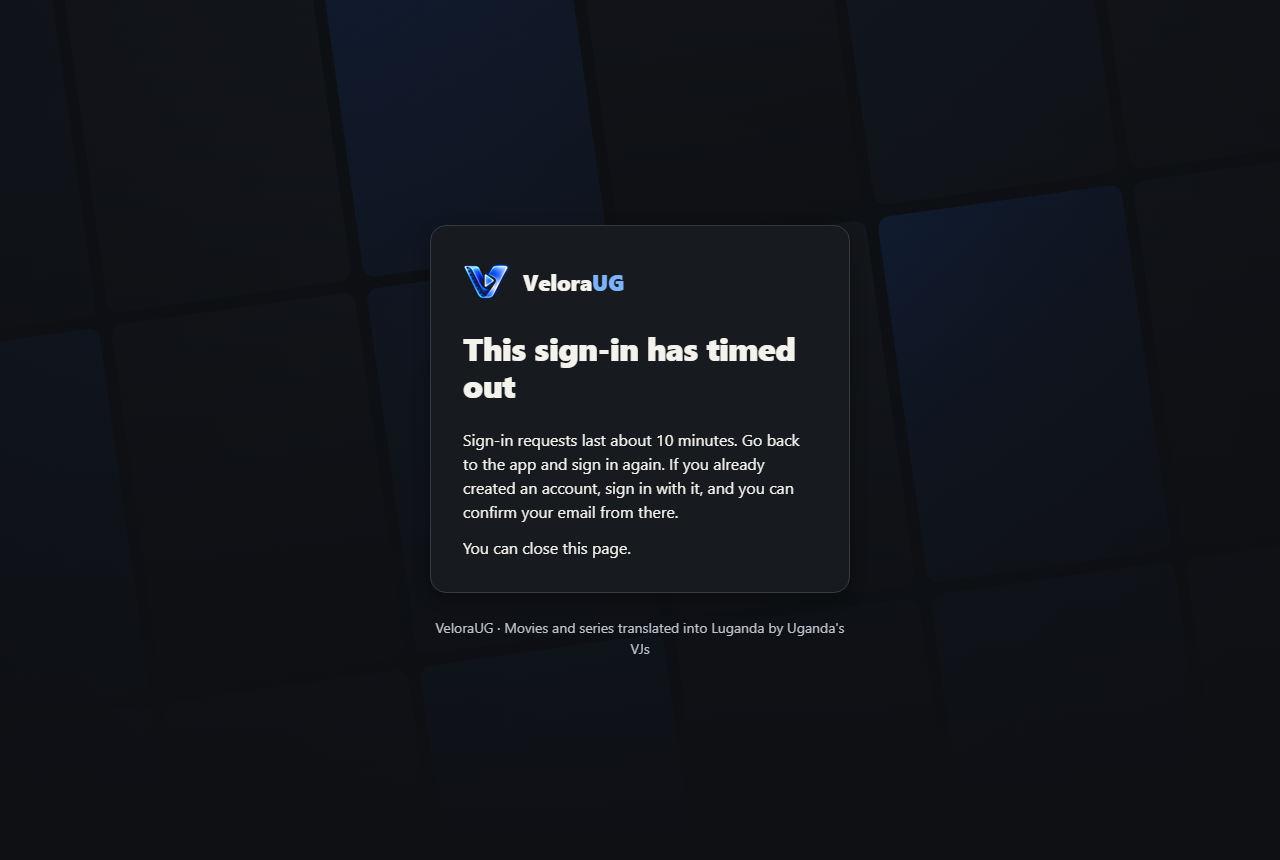 VeloraUG
This sign-in has timed
out
Sign-in requests last about 10 minutes. Go back
to the app and sign in again. If you already
created an account, sign in with it, and you can
confirm your email from there.
You can close this page.
VeloraUG · Movies and series translated into Luganda by Uganda's
VJs